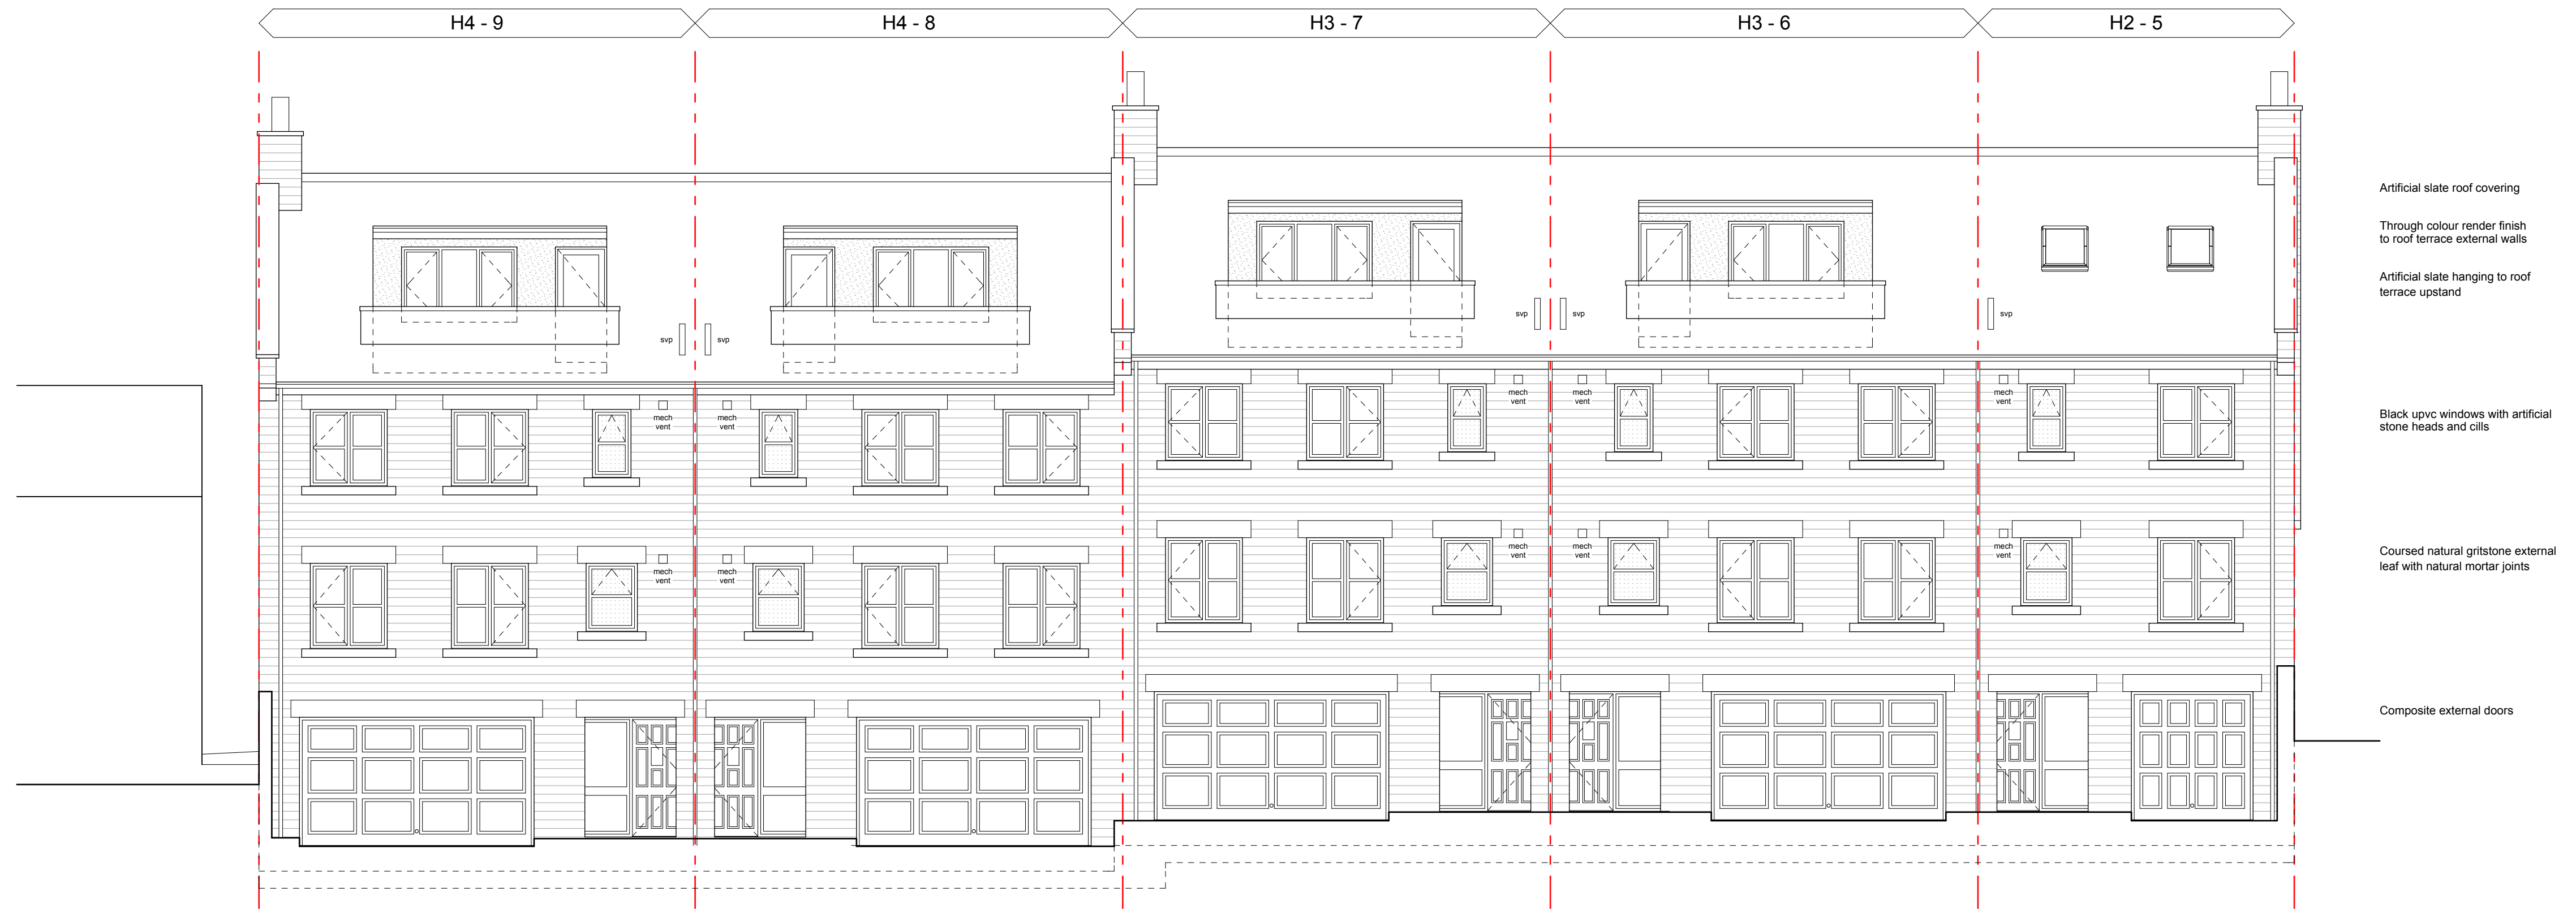 H4 - 9
H4 - 8
H3 - 7
H3 - 6
H2 - 5
Artificial slate roof covering
Through colour render finish
to roof terrace external walls
Artificial slate hanging to roof
terrace upstand
svp
svp
svp
svp
svp
mech
vent
mech
vent
mech
vent
mech
vent
mech
vent
Black upvc windows with artificial
stone heads and cills
mech
vent
mech
vent
mech
vent
mech
vent
mech
vent
Coursed natural gritstone external
leaf with natural mortar joints
Composite external doors